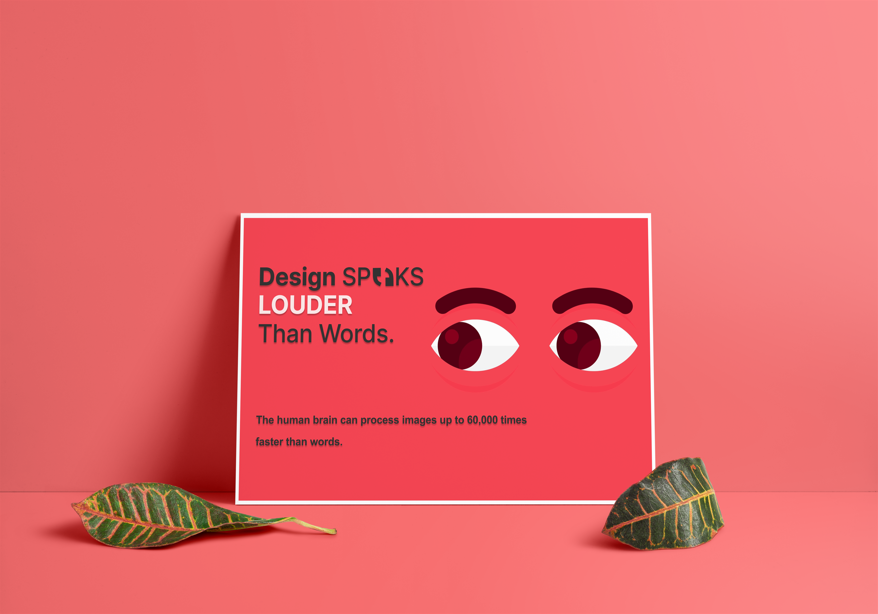 Design SPEAKS
LOUDER
Than Words.
The human brain can process images up to 60,000 times
faster than words.